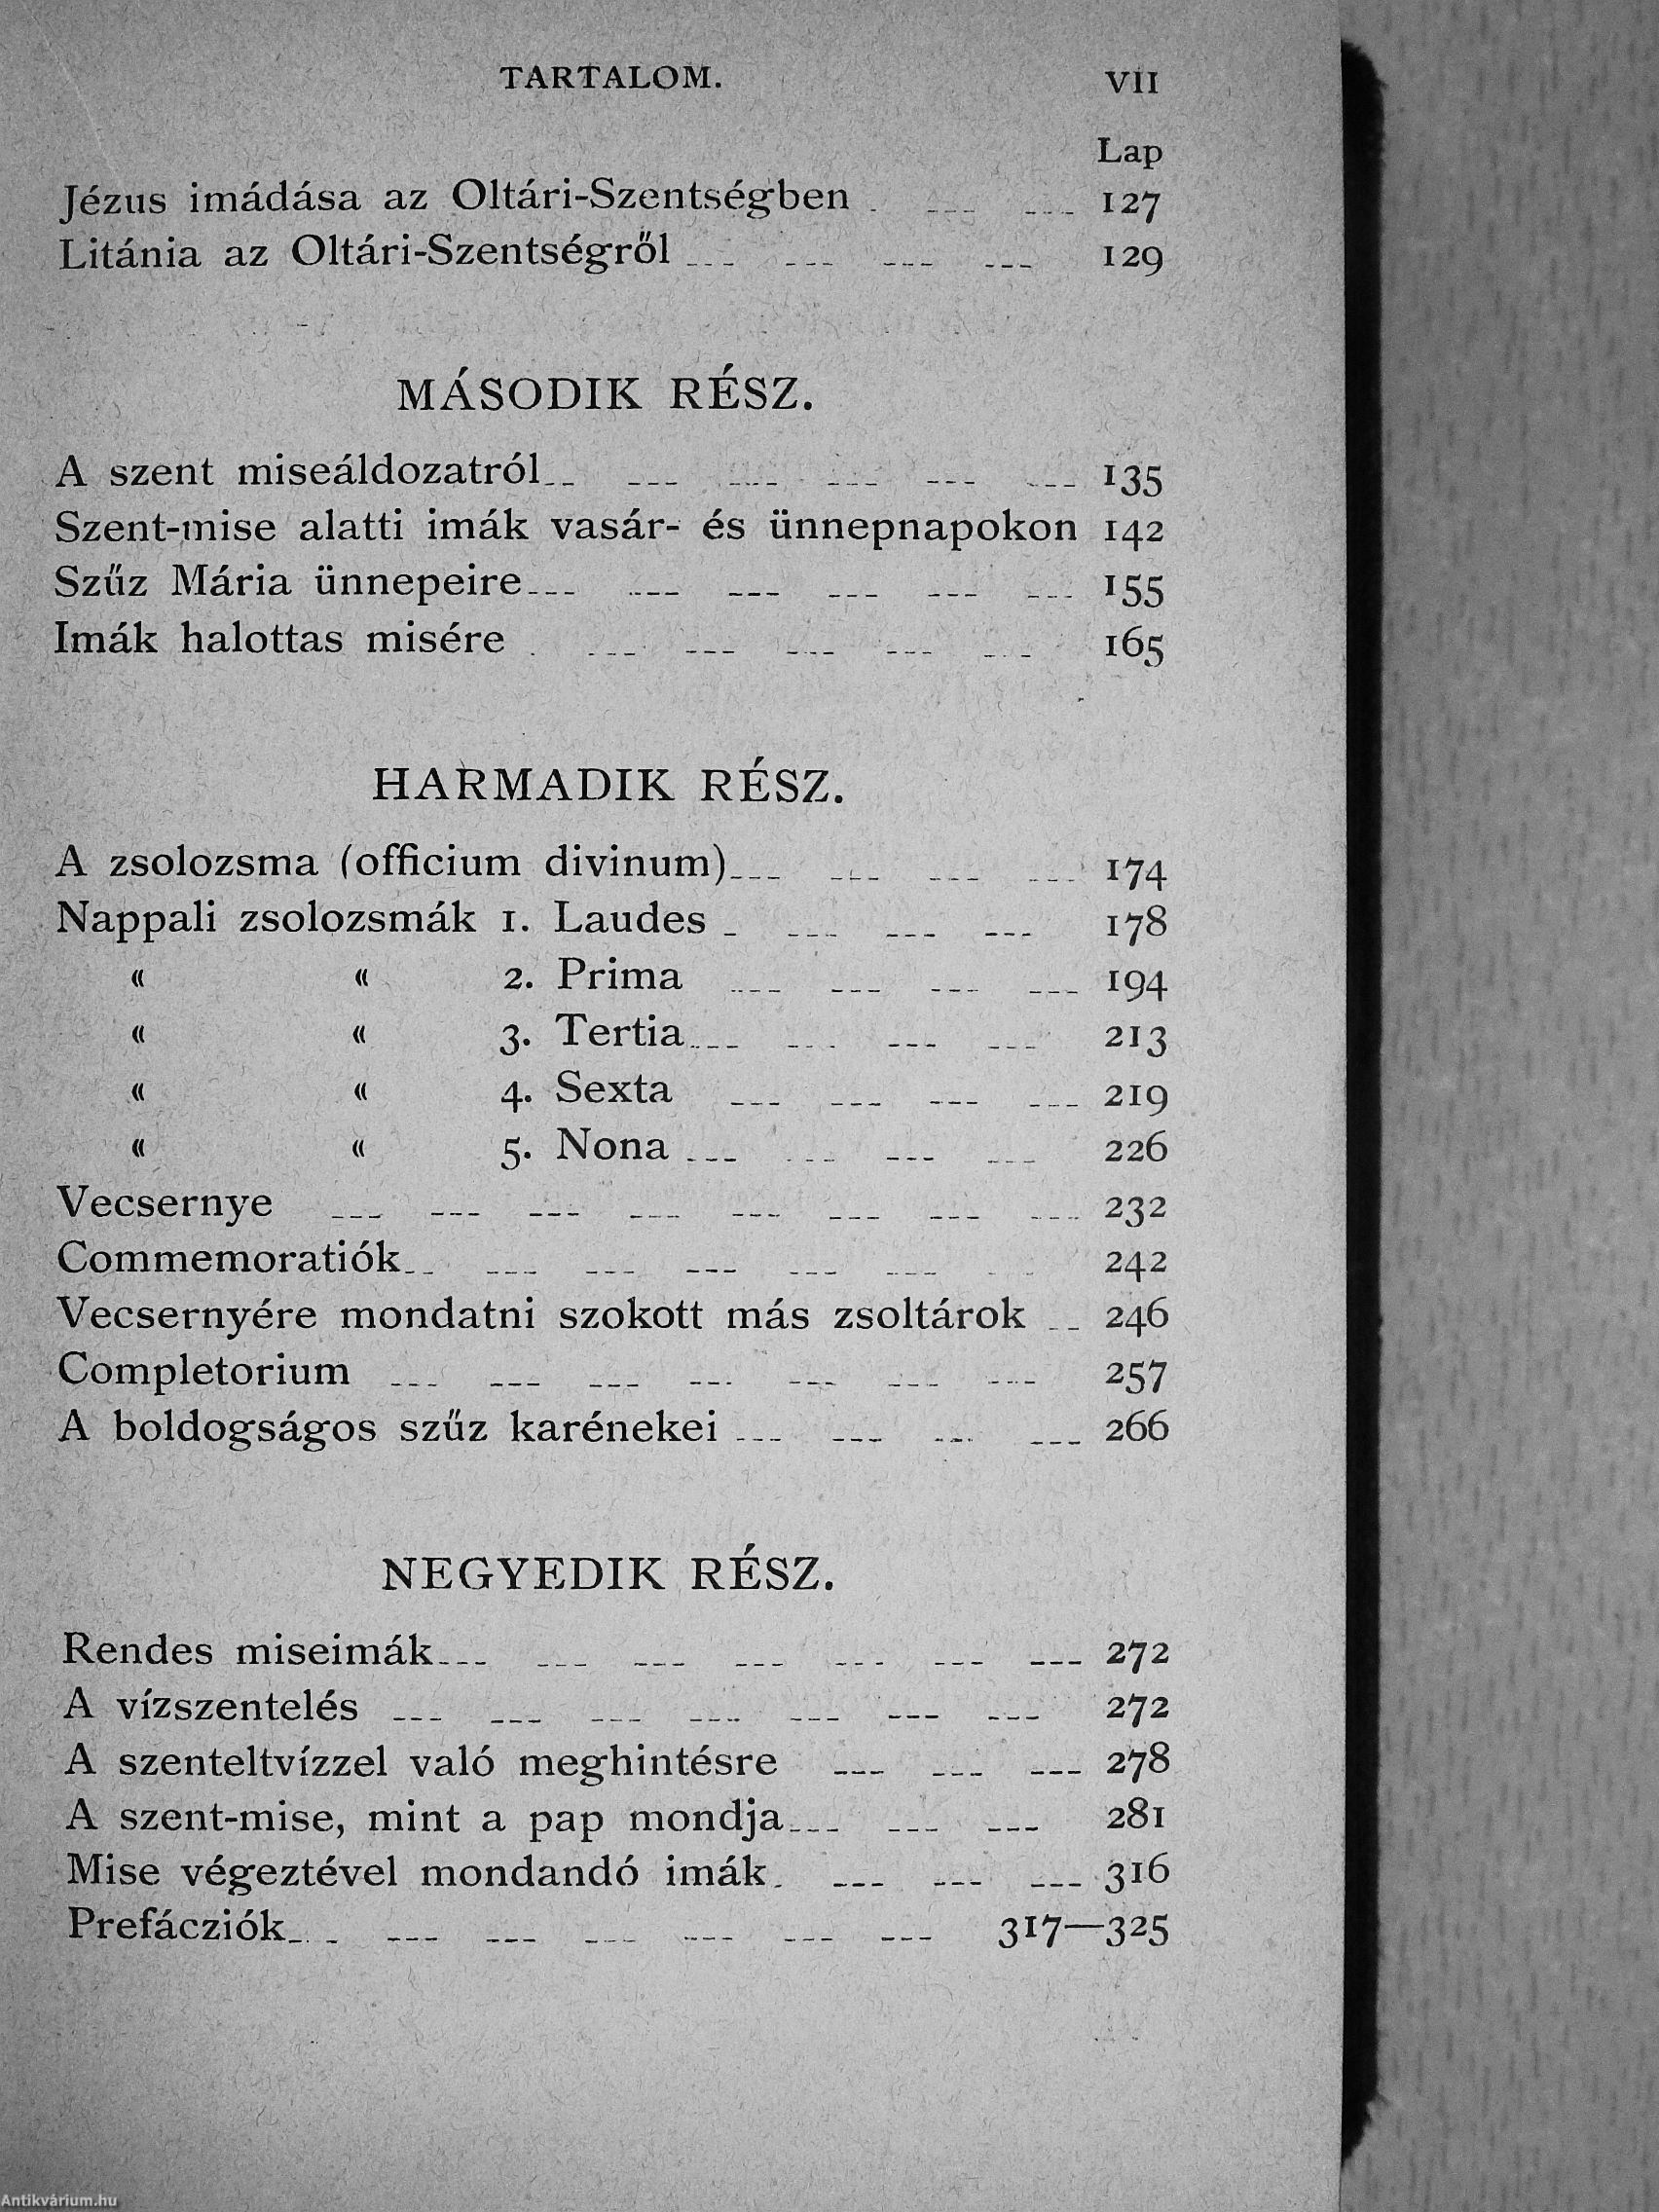 TARTALOM. VII
Lap
Jézus imádása az Oltári-Szentségben 127
Litánia az Oltári-Szentségről 129
MÁSODIK RÉSZ.
A szent miseáldozatról 135
Szent-mise alatti imák vasár- és ünnepnapokon 142
Szűz Mária ünnepeire 155
Imák halottas misére 165
HARMADIK RÉSZ.
A zsolozsma (officium divinum) 174
Nappali zsolozsmák 1. Laudes 178
« « 2. Prima 194
« « 3. Tertia 213
« « 4. Sexta 219
« « 5. Nona 226
Vecsernye 232
Commemoratiók 242
Vecsernyére mondatni szokott más zsoltárok 246
Completorium 257
A boldogságos szűz karénekei 266
NEGYEDIK RÉSZ.
Rendes miseimák 272
A vízszentelés 272
A szenteltvízzel való meghintésre 278
A szent-mise, mint a pap mondja 281
Mise végeztével mondandó imák 316
Prefácziók 317—325
Antikvárium.hu